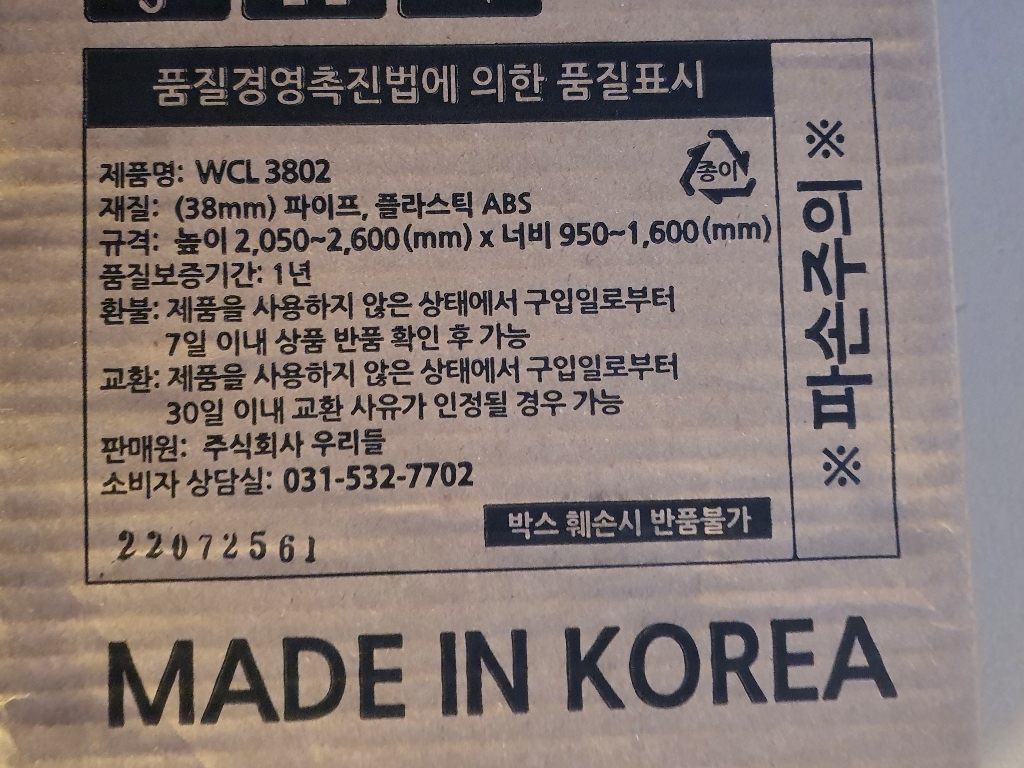 품질경영촉진법에 의한 품질표시
종이
제품명: WCL 3802
재질: (38mm) 파이프, 플라스틱 ABS
규격: 높이 2,050~2,600(mm) x 너비 950~1,600(mm)
품질보증기간: 1년
환불: 제품을 사용하지 않은 상태에서 구입일로부터
7일 이내 상품 반품 확인 후 가능
교환: 제품을 사용하지 않은 상태에서 구입일로부터
30일 이내 교환 사유가 인정될 경우 가능
판매원: 주식회사 우리들
소비자 상담실: 031-532-7702
박스 훼손시 반품불가
22072561
※ 파손주의 ※
MADE IN KOREA